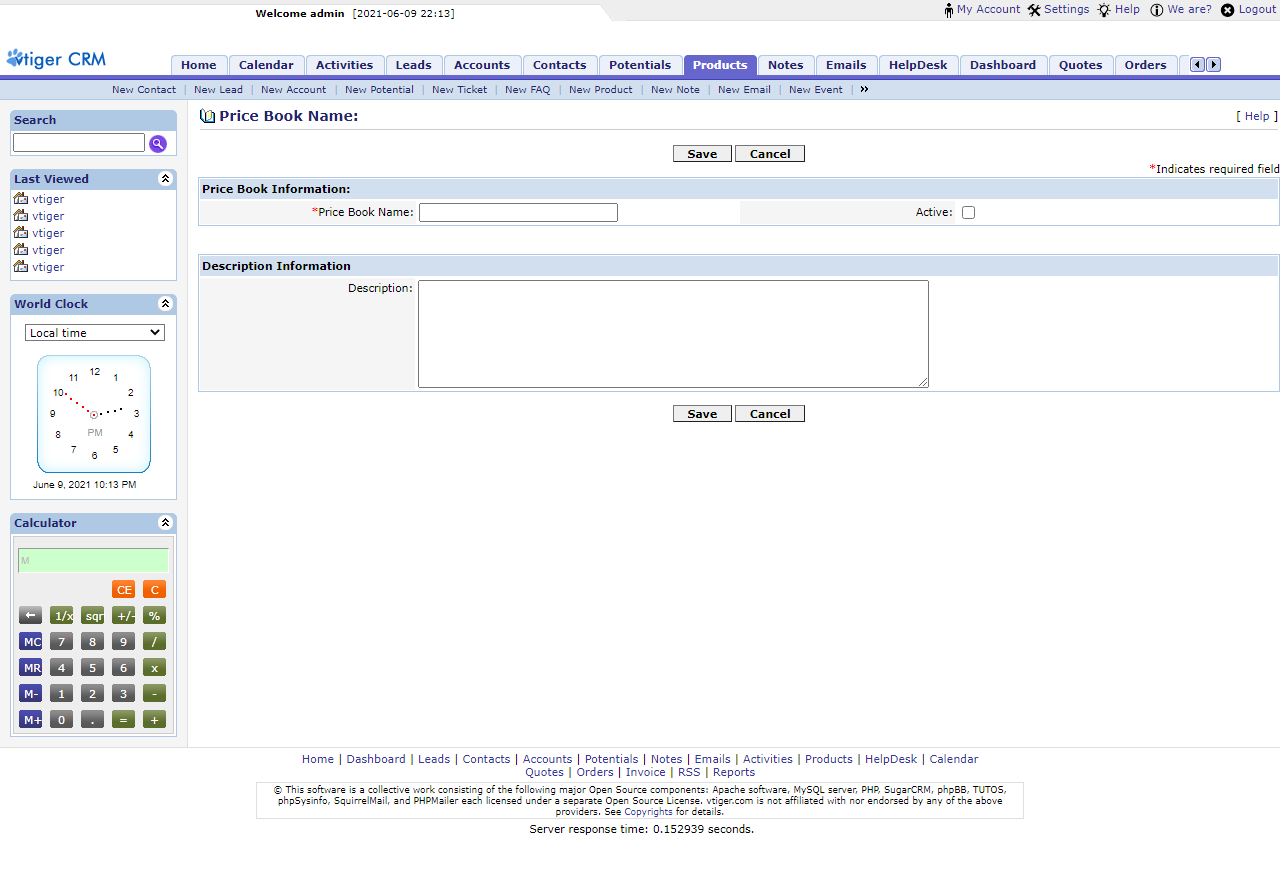 Welcome admin [2021-06-09 22:13]
My Account Settings Help We are? Logout
vtiger CRM
Home Calendar Activities Leads Accounts Contacts Potentials Products Notes Emails HelpDesk Dashboard Quotes Orders
New Contact | New Lead | New Account | New Potential | New Ticket | New FAQ | New Product | New Note | New Email | New Event | »
Search
Last Viewed
vtiger
vtiger
vtiger
vtiger
vtiger
World Clock
Local time
12
11 1
10 2
9 3
PM
8 4
7 5
6
June 9, 2021 10:13 PM
Calculator
M
CE C
← 1/x sqr +/- %
MC 7 8 9 /
MR 4 5 6 x
M- 1 2 3 -
M+ 0 . = +
Price Book Name:
[ Help ]
Save Cancel
*Indicates required field
Price Book Information:
*Price Book Name: Active:
Description Information
Description:
Save Cancel
Home | Dashboard | Leads | Contacts | Accounts | Potentials | Notes | Emails | Activities | Products | HelpDesk | Calendar
Quotes | Orders | Invoice | RSS | Reports
© This software is a collective work consisting of the following major Open Source components: Apache software, MySQL server, PHP, SugarCRM, phpBB, TUTOS,
phpSysinfo, SquirrelMail, and PHPMailer each licensed under a separate Open Source License. vtiger.com is not affiliated with nor endorsed by any of the above
providers. See Copyrights for details.
Server response time: 0.152939 seconds.